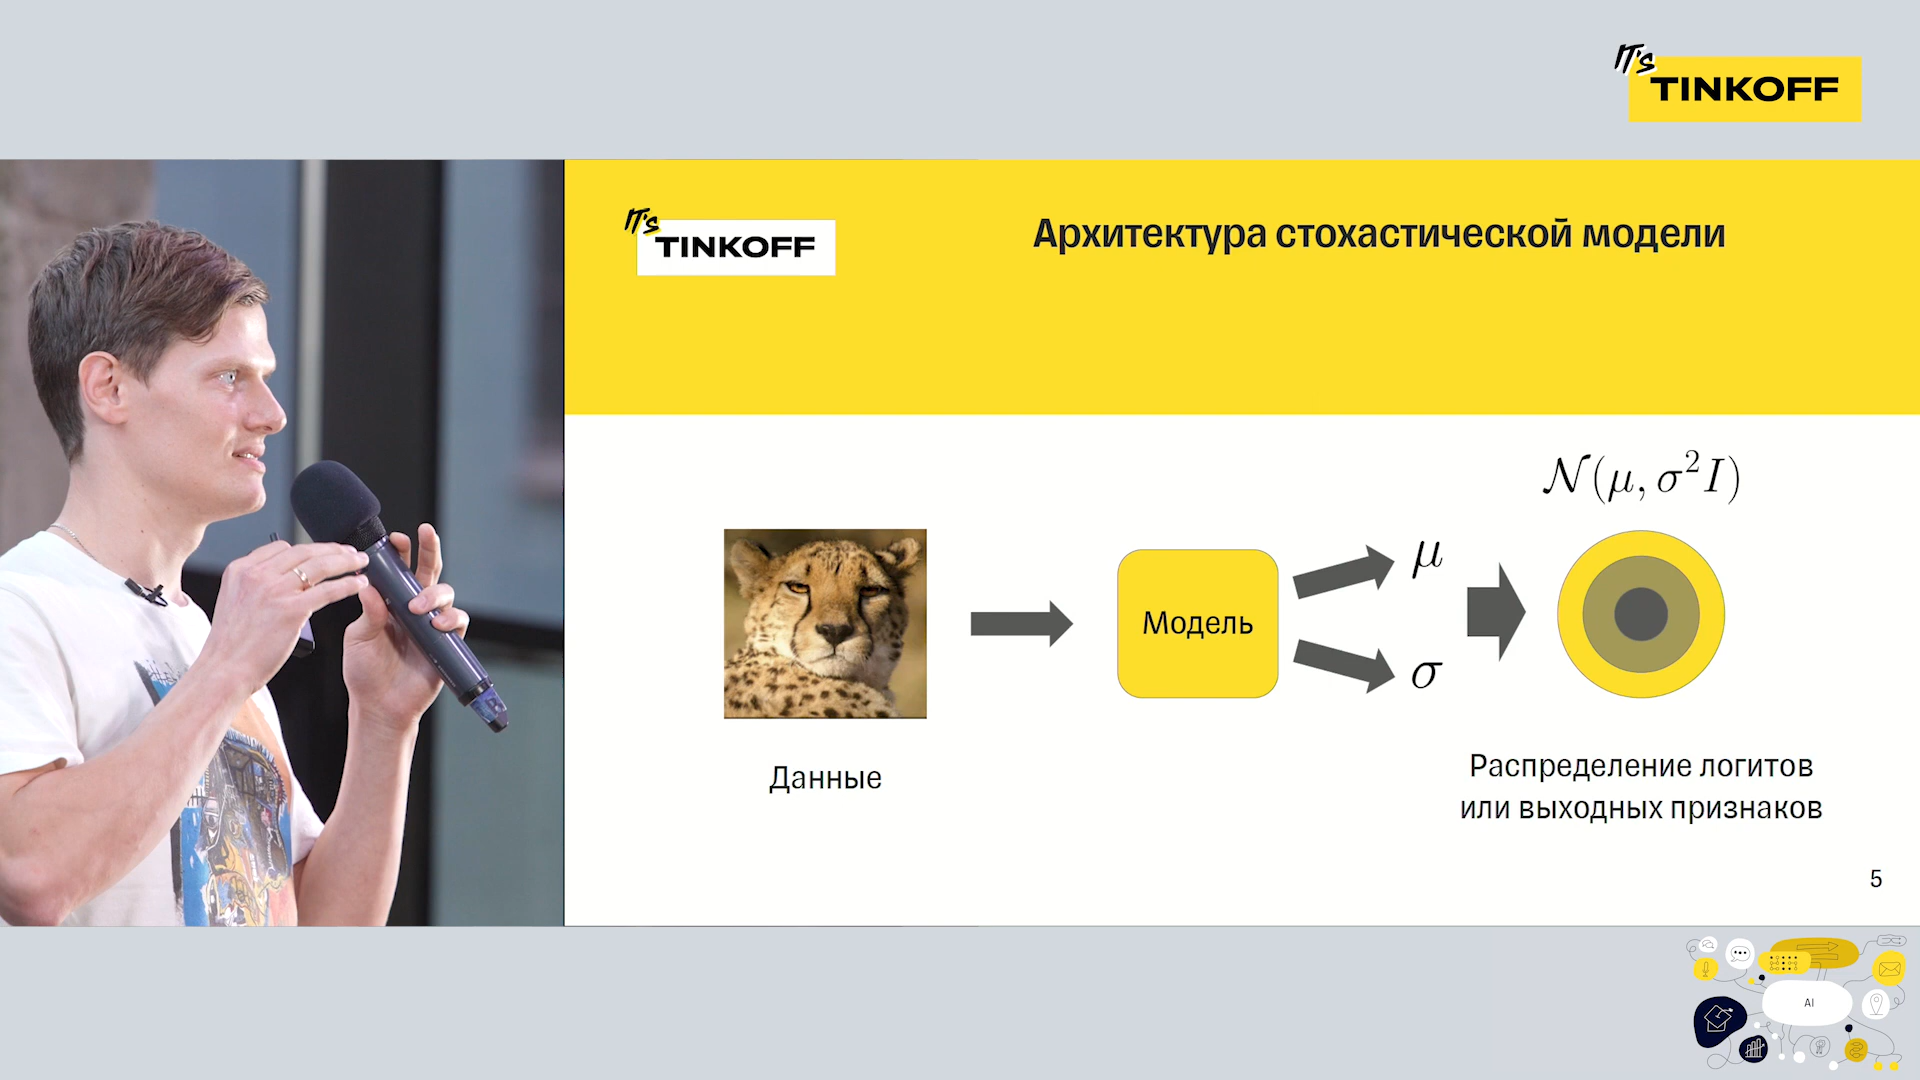 IT's
TINKOFF
IT's
TINKOFF
Архитектура стохастической модели
𝒩(μ, σ²I)
μ
Модель
σ
Данные
Распределение логитов
или выходных признаков
5
AI